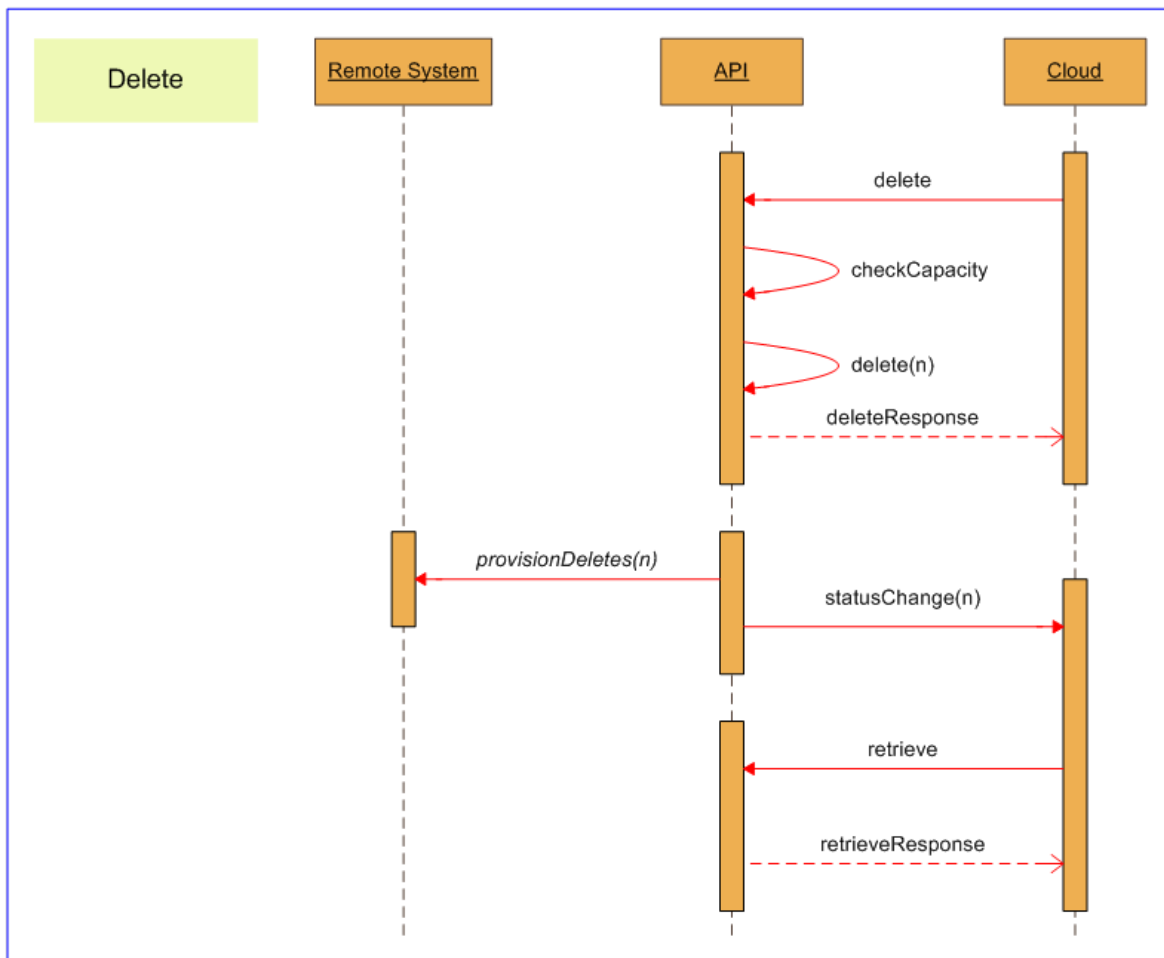 Delete
Remote System
API
Cloud
delete
checkCapacity
delete(n)
deleteResponse
provisionDeletes(n)
statusChange(n)
retrieve
retrieveResponse